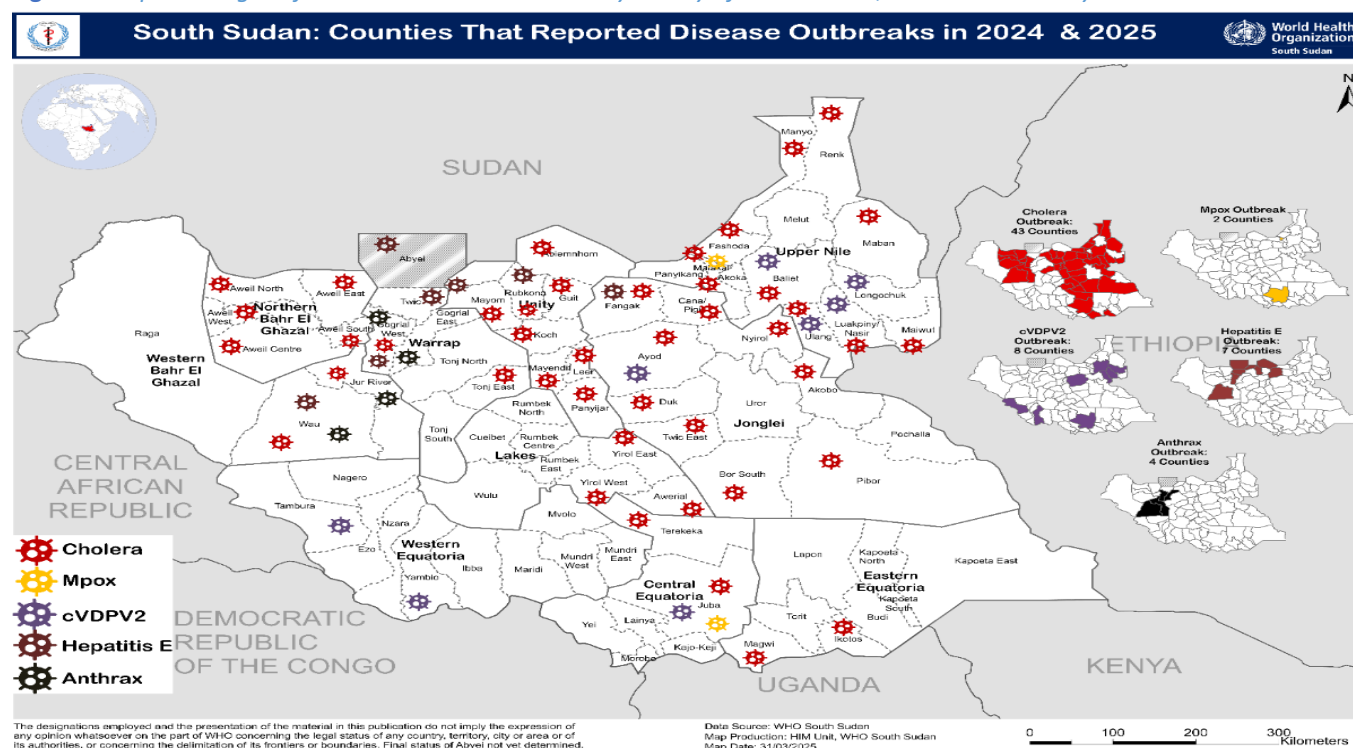 South Sudan: Counties That Reported Disease Outbreaks in 2024 & 2025
World Health
Organization
South Sudan
N
SUDAN
Manyo
Renk
Melut
Maban
Fashoda
Upper Nile
Panyikang
Akoka
Baliet
Longochuk
Luakpiny/
Nasir
Maiwut
Ulang
Nyirol
Abyei
Twic
Mayom
Rubkong
Unity
Guit
Koch
Mayendit
Leer
Panyijar
Fangak
Cana/
Pigi
Ayod
Duk
Twic East
Uror
Akobo
Jonglei
Pochalla
Pibor
Bor South
Aweil North
Aweil East
Northern
Bahr El
Ghazal
Aweil
West
Aweil South
Aweil Centre
Raga
Western
Bahr El
Ghazal
Gogrial
West
Gogrial
East
Warrap
Tonj North
Tonj East
Tonj
South
Jur River
Wau
Rumbek
North
Cueibet
Rumbek
Centre
Lakes
Rumbek
East
Yirol East
Yirol West
Wulu
Awerial
Nagero
Tambura
Nzara
Ezo
Western
Equatoria
Yambio
Ibba
Maridi
Mundri
West
Mundri
East
Mvolo
Terekeka
Central
Equatoria
Juba
Yei
Lainya
Kajo-Keji
Morobo
Magwi
Torit
Ikotos
Lapon
Kapoeta
North
Kapoeta East
Eastern
Equatoria
Kapoeta
South
Budi
CENTRAL
AFRICAN
REPUBLIC
DEMOCRATIC
REPUBLIC
OF THE CONGO
UGANDA
KENYA
ETHIOPIA
Cholera
Outbreak:
43 Counties
Mpox Outbreak
2 Counties
cVDPV2
Outbreak:
8 Counties
Hepatitis E
Outbreak:
7 Counties
Anthrax
Outbreak:
4 Counties
Cholera
Mpox
cVDPV2
Hepatitis E
Anthrax
The designations employed and the presentation of the material in this publication do not imply the expression of
any opinion whatsoever on the part of WHO concerning the legal status of any country, territory, city or area or of
its authorities, or concerning the delimitation of its frontiers or boundaries. Final status of Abyei not yet determined.
Data Source: WHO South Sudan
Map Production: HIM Unit, WHO South Sudan
Map Date: 31/03/2025
0 100 200 300
Kilometers